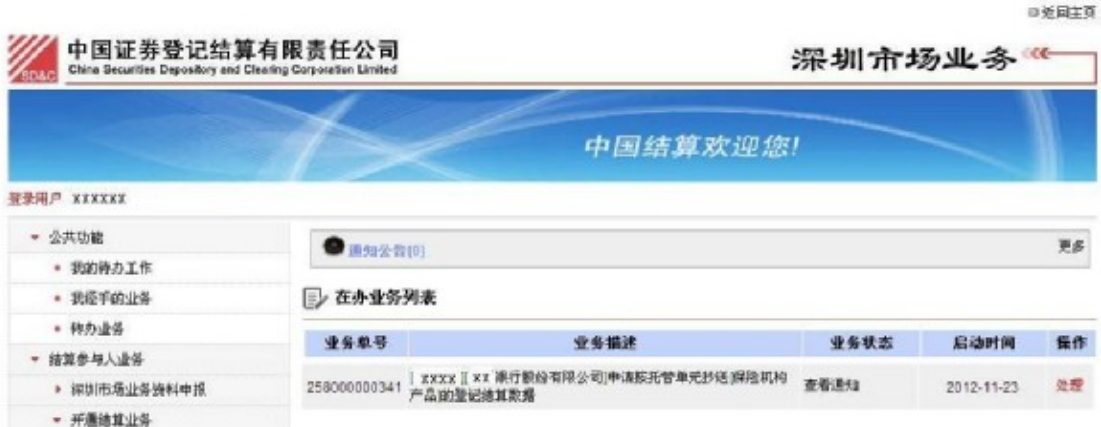 返回主页
中国证券登记结算有限责任公司
China Securities Depository and Clearing Corporation Limited
SD&C
深圳市场业务
中国结算欢迎您!
登录用户 XXXXXX
公共功能
我的待办工作
我经手的业务
待办业务
结算参与人业务
深圳市场业务资料申报
开通结算业务
通知公告[0]
更多
在办业务列表
业务单号 业务描述 业务状态 启动时间 操作
258000000341 [ XXXX ][ XX 银行股份有限公司]申请按托管单元抄送[保险机构产品]的登记结算数据 查看通知 2012-11-23 处理